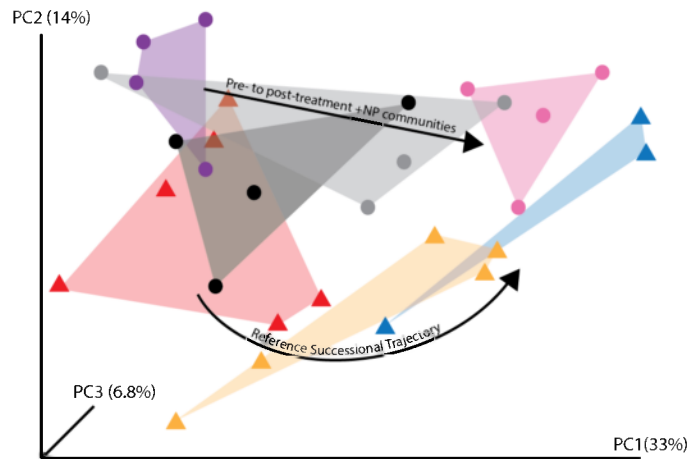 PC2 (14%)
Pre- to post-treatment +NP communities
Reference Successional Trajectory
PC3 (6.8%)
PC1(33%)